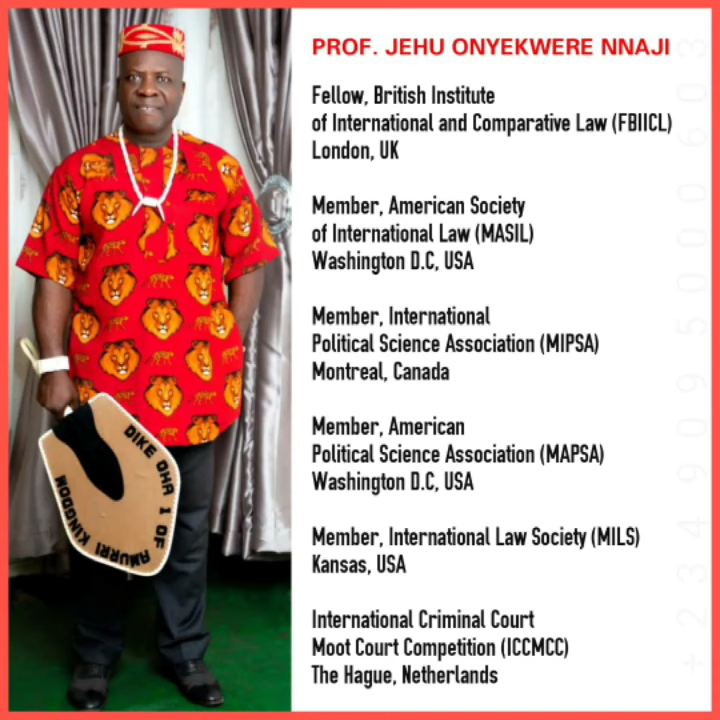 PROF. JEHU ONYEKWERE NNAJI
Fellow, British Institute
of International and Comparative Law (FBIICL)
London, UK
Member, American Society
of International Law (MASIL)
Washington D.C, USA
Member, International
Political Science Association (MIPSA)
Montreal, Canada
Member, American
Political Science Association (MAPSA)
Washington D.C, USA
Member, International Law Society (MILS)
Kansas, USA
International Criminal Court
Moot Court Competition (ICCMCC)
The Hague, Netherlands
DIKE OHA I OF AMURRI KINGDOM
+2349095000603